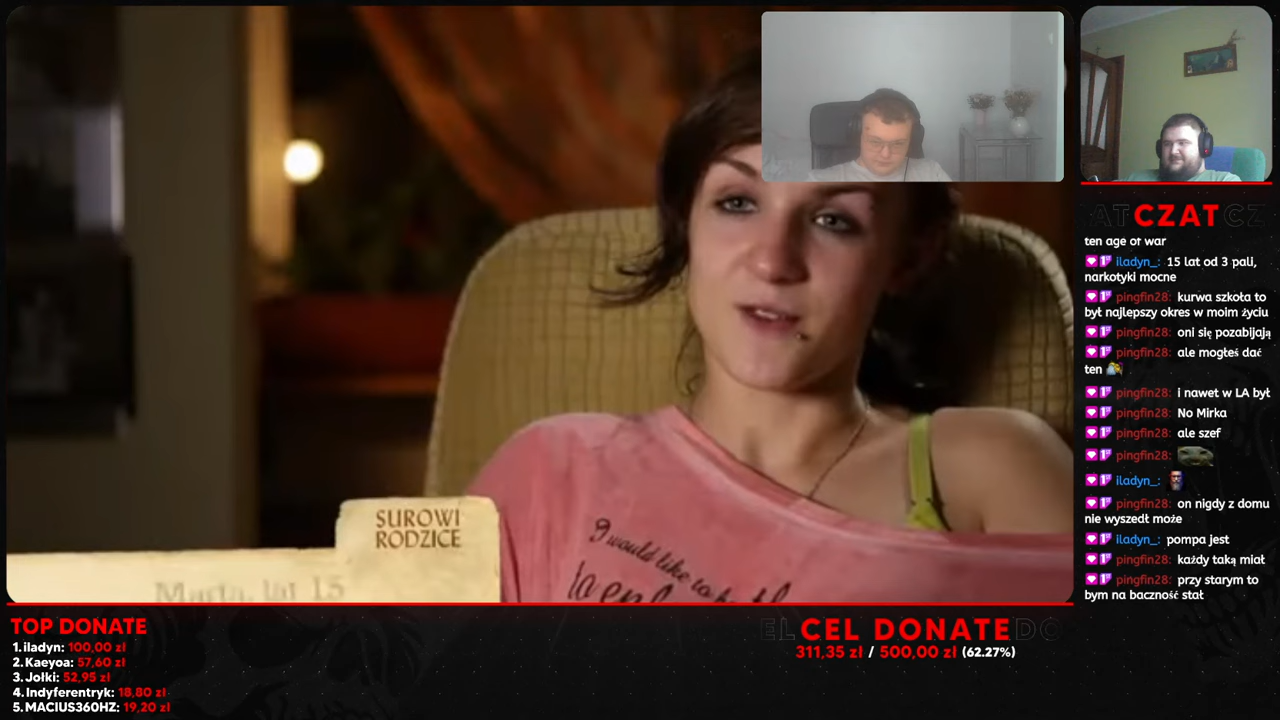 SUROWI
RODZICE
Marta, lat 15
I would like to
CZAT
ten age of war
iladyn_: 15 lat od 3 pali,
narkotyki mocne
pingfin28: kurwa szkoła to
był najlepszy okres w moim życiu
pingfin28: oni się pozabijają
pingfin28: ale mogłeś dać
ten
pingfin28: i nawet w LA był
pingfin28: No Mirka
pingfin28: ale szef
pingfin28:
iladyn_:
pingfin28: on nigdy z domu
nie wyszedł może
iladyn_: pompa jest
pingfin28: każdy taką miał
pingfin28: przy starym to
bym na baczność stał
TOP DONATE
1. iladyn: 100,00 zł
2. Kaeyoa: 57,60 zł
3. Jołki: 52,95 zł
4. Indyferentryk: 18,80 zł
5. MACIUS360HZ: 19,20 zł
CEL DONATE
311,35 zł / 500,00 zł (62.27%)